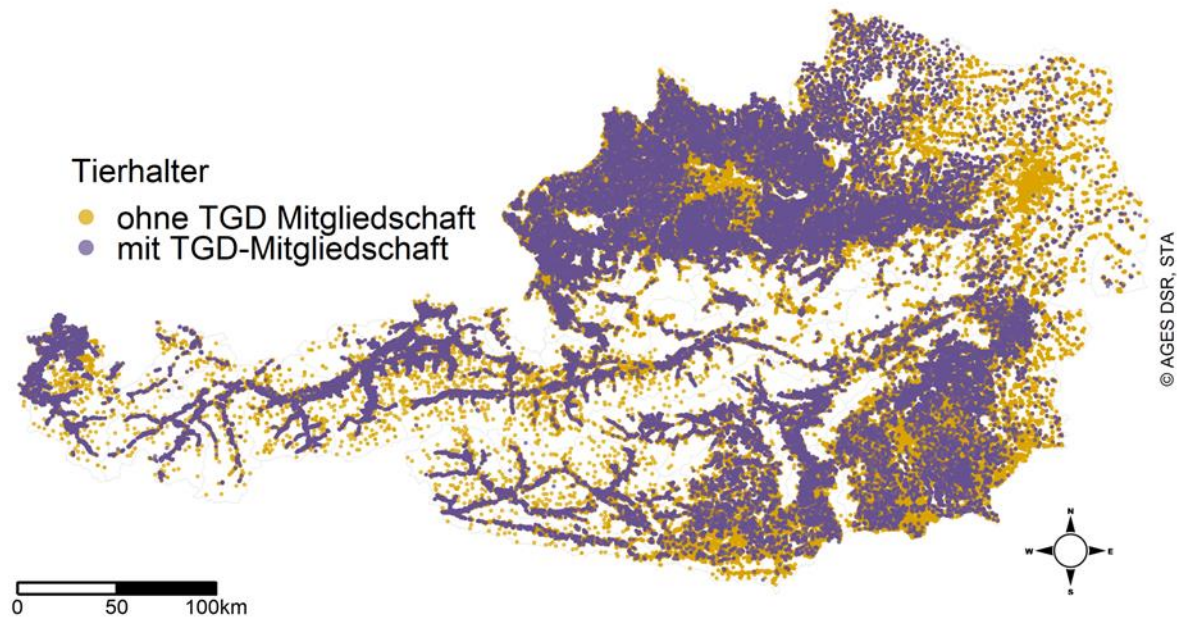 Tierhalter
ohne TGD Mitgliedschaft
mit TGD-Mitgliedschaft
© AGES DSR, STA
N
W E
S
0 50 100km